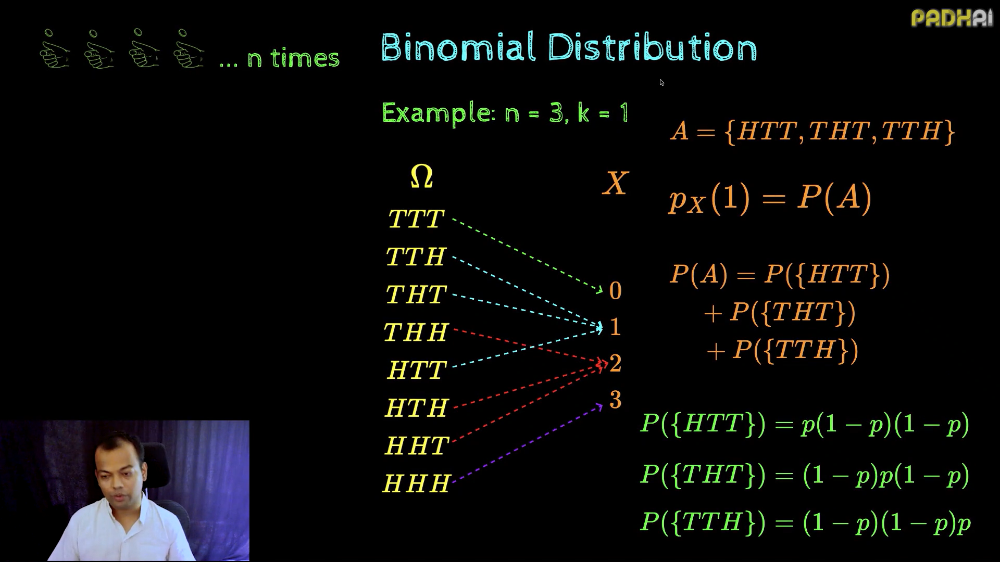 PADHAI
... n times
Binomial Distribution
Example: n = 3, k = 1
Ω
X
TTT
TTH
THT
THH
HTT
HTH
HHT
HHH
0
1
2
3
A = {HTT, THT, TTH}
p_X(1) = P(A)
P(A) = P({HTT})
+ P({THT})
+ P({TTH})
P({HTT}) = p(1 − p)(1 − p)
P({THT}) = (1 − p)p(1 − p)
P({TTH}) = (1 − p)(1 − p)p